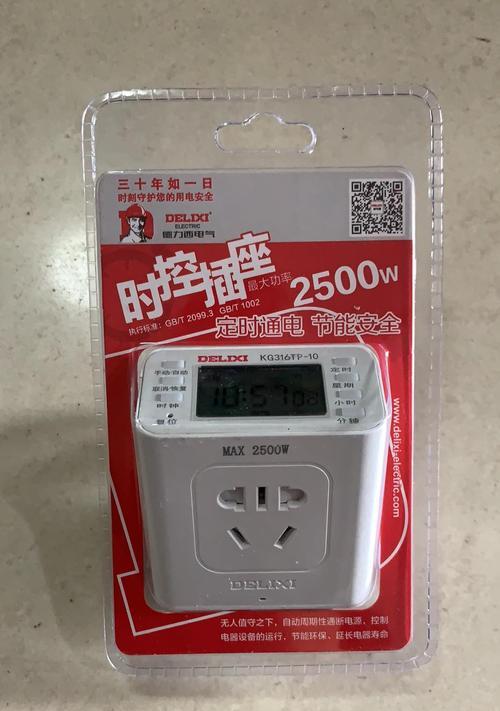 三十年如一日
时刻守护您的用电安全
DELIXI
ELECTRIC
德力西电气
时控插座
最大功率 2500W
执行标准: GB/T 2099.3 GB/T 1002
定时通电 节能安全
DELIXI KG316TP-10
手动/自动
取消/恢复
时钟
复位
10:57
定时
星期
小时
分钟
MAX 2500W
DELIXI
www.delixi-electric.com
无人值守之下，自动周期性通断电源，控制
电器设备的运行，节能环保、延长电器寿命